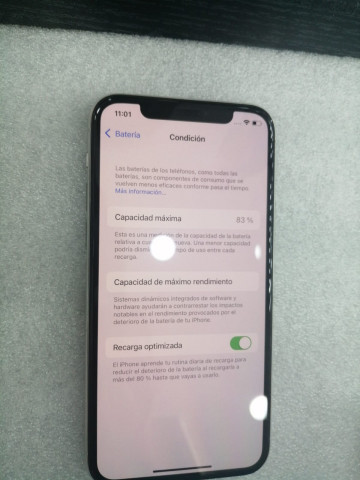 11:01
Batería
Condición
Las baterías de los teléfonos, como todas las
baterías, son componentes de consumo que se
vuelven menos eficaces conforme pasa el tiempo.
Más información...
Capacidad máxima 83 %
Esto es una de la capacidad de la batería
relativa a nueva. Una menor capacidad
podría de uso entre cada
recarga.
Capacidad de máximo rendimiento
Sistemas dinámicos integrados de software y
hardware ayudarán a contrarrestar los impactos
notables en el rendimiento provocados por el
deterioro de la batería de tu iPhone.
Recarga optimizada
El iPhone aprende tu rutina diaria de recarga para
reducir el deterioro de la batería al recargarla a
más del 80 % hasta que vayas a usarlo.